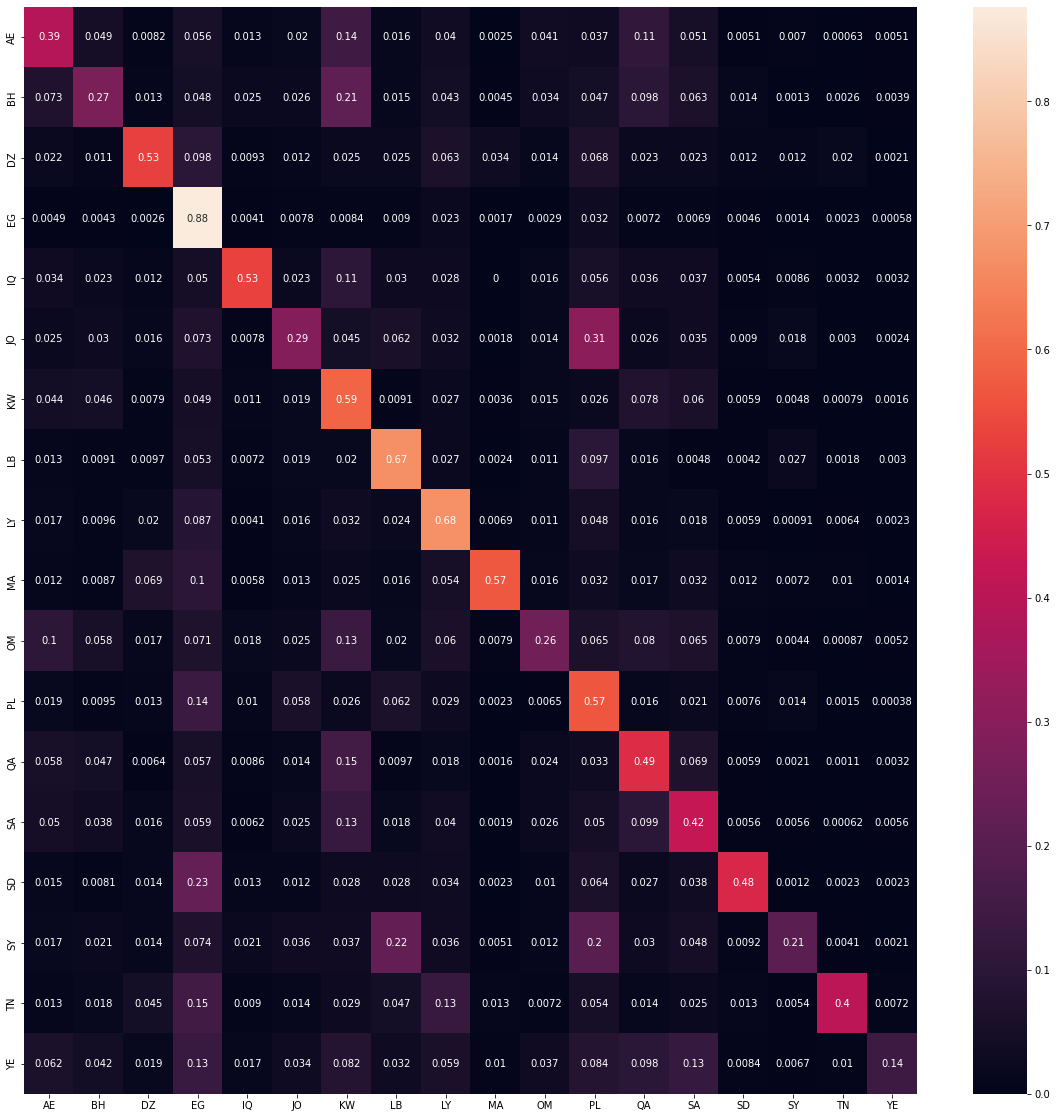 AE 0.39 0.049 0.0082 0.056 0.013 0.02 0.14 0.016 0.04 0.0025 0.041 0.037 0.11 0.051 0.0051 0.007 0.00063 0.0051
BH 0.073 0.27 0.013 0.048 0.025 0.026 0.21 0.015 0.043 0.0045 0.034 0.047 0.098 0.063 0.014 0.0013 0.0026 0.0039
DZ 0.022 0.011 0.53 0.098 0.0093 0.012 0.025 0.025 0.063 0.034 0.014 0.068 0.023 0.023 0.012 0.012 0.02 0.0021
EG 0.0049 0.0043 0.0026 0.88 0.0041 0.0078 0.0084 0.009 0.023 0.0017 0.0029 0.032 0.0072 0.0069 0.0046 0.0014 0.0023 0.00058
IQ 0.034 0.023 0.012 0.05 0.53 0.023 0.11 0.03 0.028 0 0.016 0.056 0.036 0.037 0.0054 0.0086 0.0032 0.0032
JO 0.025 0.03 0.016 0.073 0.0078 0.29 0.045 0.062 0.032 0.0018 0.014 0.31 0.026 0.035 0.009 0.018 0.003 0.0024
KW 0.044 0.046 0.0079 0.049 0.011 0.019 0.59 0.0091 0.027 0.0036 0.015 0.026 0.078 0.06 0.0059 0.0048 0.00079 0.0016
LB 0.013 0.0091 0.0097 0.053 0.0072 0.019 0.02 0.67 0.027 0.0024 0.011 0.097 0.016 0.0048 0.0042 0.027 0.0018 0.003
LY 0.017 0.0096 0.02 0.087 0.0041 0.016 0.032 0.024 0.68 0.0069 0.011 0.048 0.016 0.018 0.0059 0.00091 0.0064 0.0023
MA 0.012 0.0087 0.069 0.1 0.0058 0.013 0.025 0.016 0.054 0.57 0.016 0.032 0.017 0.032 0.012 0.0072 0.01 0.0014
OM 0.1 0.058 0.017 0.071 0.018 0.025 0.13 0.02 0.06 0.0079 0.26 0.065 0.08 0.065 0.0079 0.0044 0.00087 0.0052
PL 0.019 0.0095 0.013 0.14 0.01 0.058 0.026 0.062 0.029 0.0023 0.0065 0.57 0.016 0.021 0.0076 0.014 0.0015 0.00038
QA 0.058 0.047 0.0064 0.057 0.0086 0.014 0.15 0.0097 0.018 0.0016 0.024 0.033 0.49 0.069 0.0059 0.0021 0.0011 0.0032
SA 0.05 0.038 0.016 0.059 0.0062 0.025 0.13 0.018 0.04 0.0019 0.026 0.05 0.099 0.42 0.0056 0.0056 0.00062 0.0056
SD 0.015 0.0081 0.014 0.23 0.013 0.012 0.028 0.028 0.034 0.0023 0.01 0.064 0.027 0.038 0.48 0.0012 0.0023 0.0023
SY 0.017 0.021 0.014 0.074 0.021 0.036 0.037 0.22 0.036 0.0051 0.012 0.2 0.03 0.048 0.0092 0.21 0.0041 0.0021
TN 0.013 0.018 0.045 0.15 0.009 0.014 0.029 0.047 0.13 0.013 0.0072 0.054 0.014 0.025 0.013 0.0054 0.4 0.0072
YE 0.062 0.042 0.019 0.13 0.017 0.034 0.082 0.032 0.059 0.01 0.037 0.084 0.098 0.13 0.0084 0.0067 0.01 0.14
AE BH DZ EG IQ JO KW LB LY MA OM PL QA SA SD SY TN YE
0.8
0.7
0.6
0.5
0.4
0.3
0.2
0.1
0.0